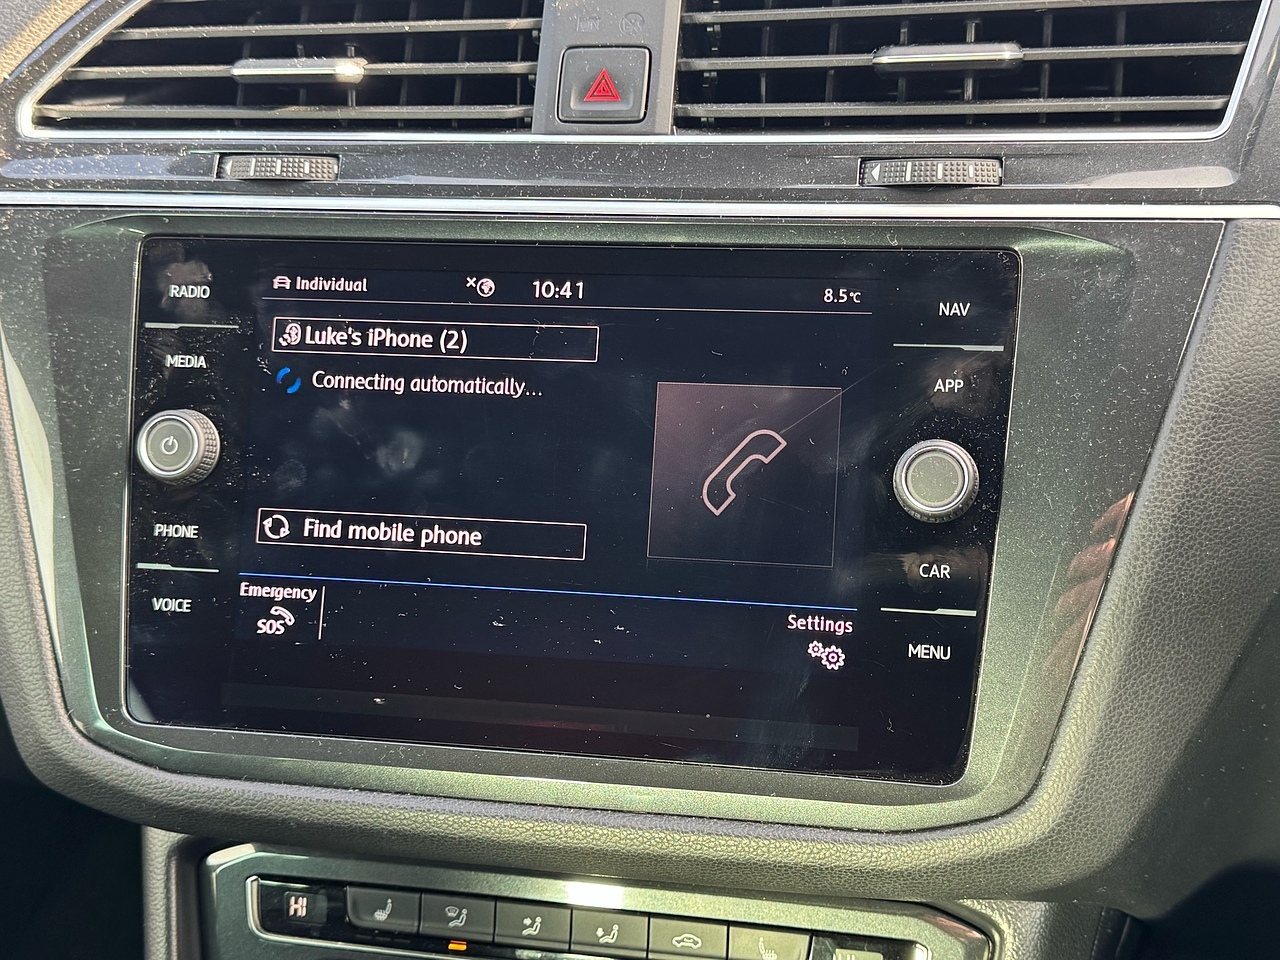 RADIO
MEDIA
PHONE
VOICE
Individual
10:41
8.5°C
Luke's iPhone (2)
Connecting automatically...
Find mobile phone
Emergency
SOS
Settings
NAV
APP
CAR
MENU
HI